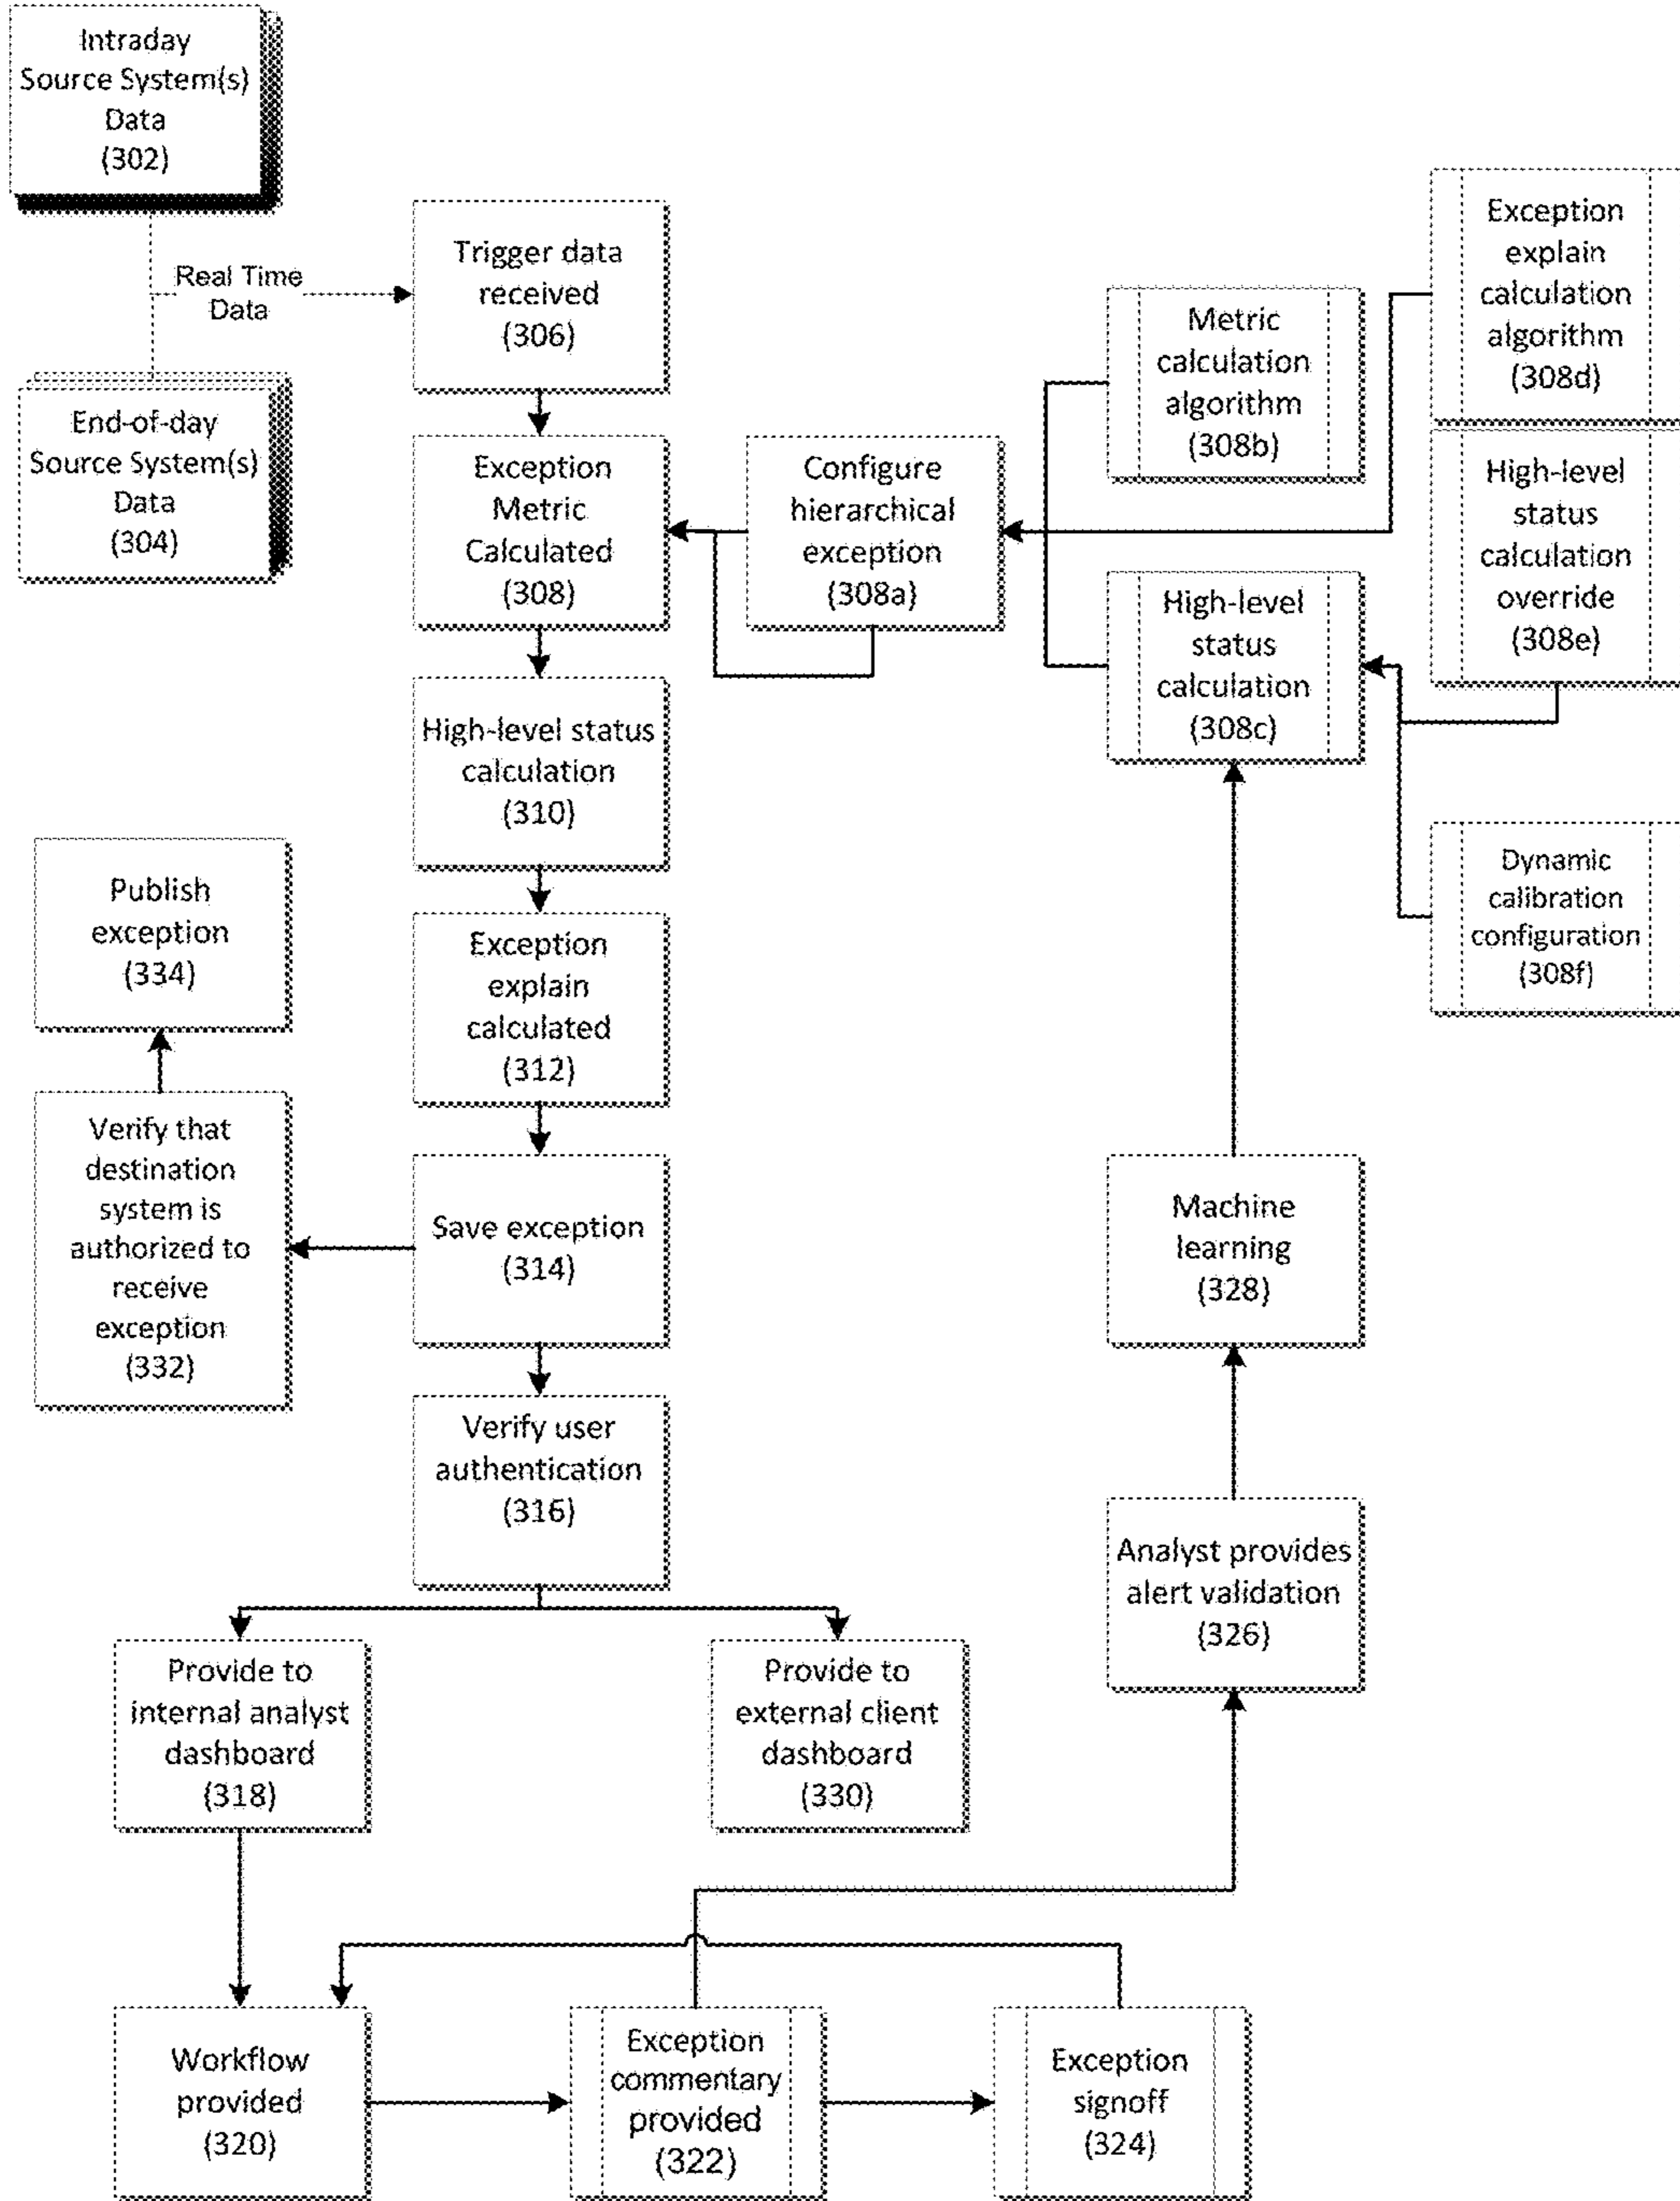 Intraday
Source System(s)
Data
(302)
Real Time
Data
End-of-day
Source System(s)
Data
(304)
Trigger data
received
(306)
Exception
Metric
Calculated
(308)
Configure
hierarchical
exception
(308a)
Metric
calculation
algorithm
(308b)
High-level
status
calculation
(308c)
Exception
explain
calculation
algorithm
(308d)
High-level
status
calculation
override
(308e)
Dynamic
calibration
configuration
(308f)
High-level status
calculation
(310)
Exception
explain
calculated
(312)
Save exception
(314)
Publish
exception
(334)
Verify that
destination
system is
authorized to
receive
exception
(332)
Verify user
authentication
(316)
Machine
learning
(328)
Analyst provides
alert validation
(326)
Provide to
internal analyst
dashboard
(318)
Provide to
external client
dashboard
(330)
Workflow
provided
(320)
Exception
commentary
provided
(322)
Exception
signoff
(324)